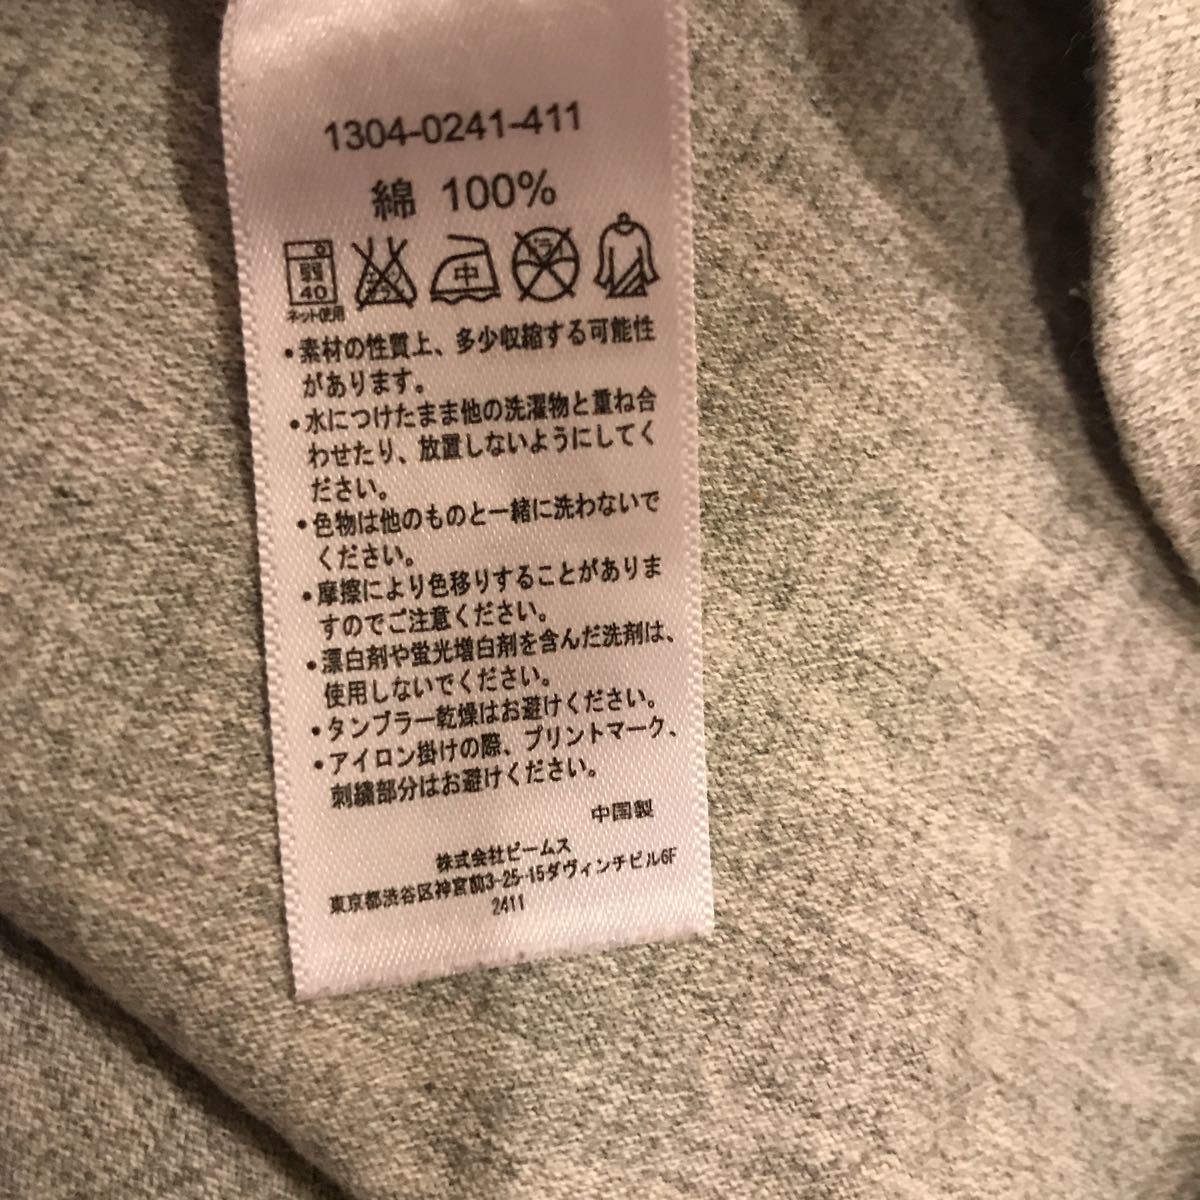 1304-0241-411
綿 100%
弱
40
中
ドライ
ネット使用
・素材の性質上、多少収縮する可能性
があります。
・水につけたまま他の洗濯物と重ね合
わせたり、放置しないようにしてく
ださい。
・色物は他のものと一緒に洗わないで
ください。
・摩擦により色移りすることがありま
すのでご注意ください。
・漂白剤や蛍光増白剤を含んだ洗剤は、
使用しないでください。
・タンブラー乾燥はお避けください。
・アイロン掛けの際、プリントマーク、
刺繍部分はお避けください。
中国製
株式会社ビームス
東京都渋谷区神宮前3-25-15ダヴィンチビル6F
2411